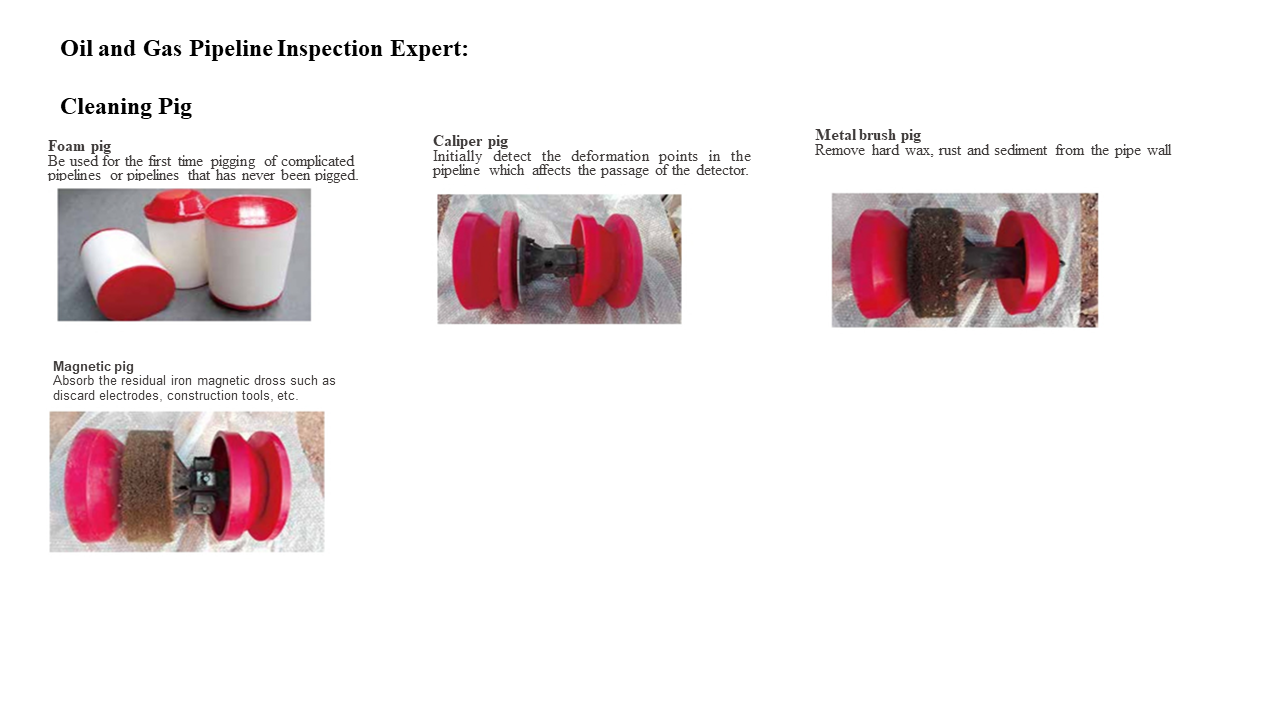 Oil and Gas Pipeline Inspection Expert:
Cleaning Pig
Foam pig
Be used for the first time pigging of complicated
pipelines or pipelines that has never been pigged.
Caliper pig
Initially detect the deformation points in the
pipeline which affects the passage of the detector.
Metal brush pig
Remove hard wax, rust and sediment from the pipe wall
Magnetic pig
Absorb the residual iron magnetic dross such as
discard electrodes, construction tools, etc.